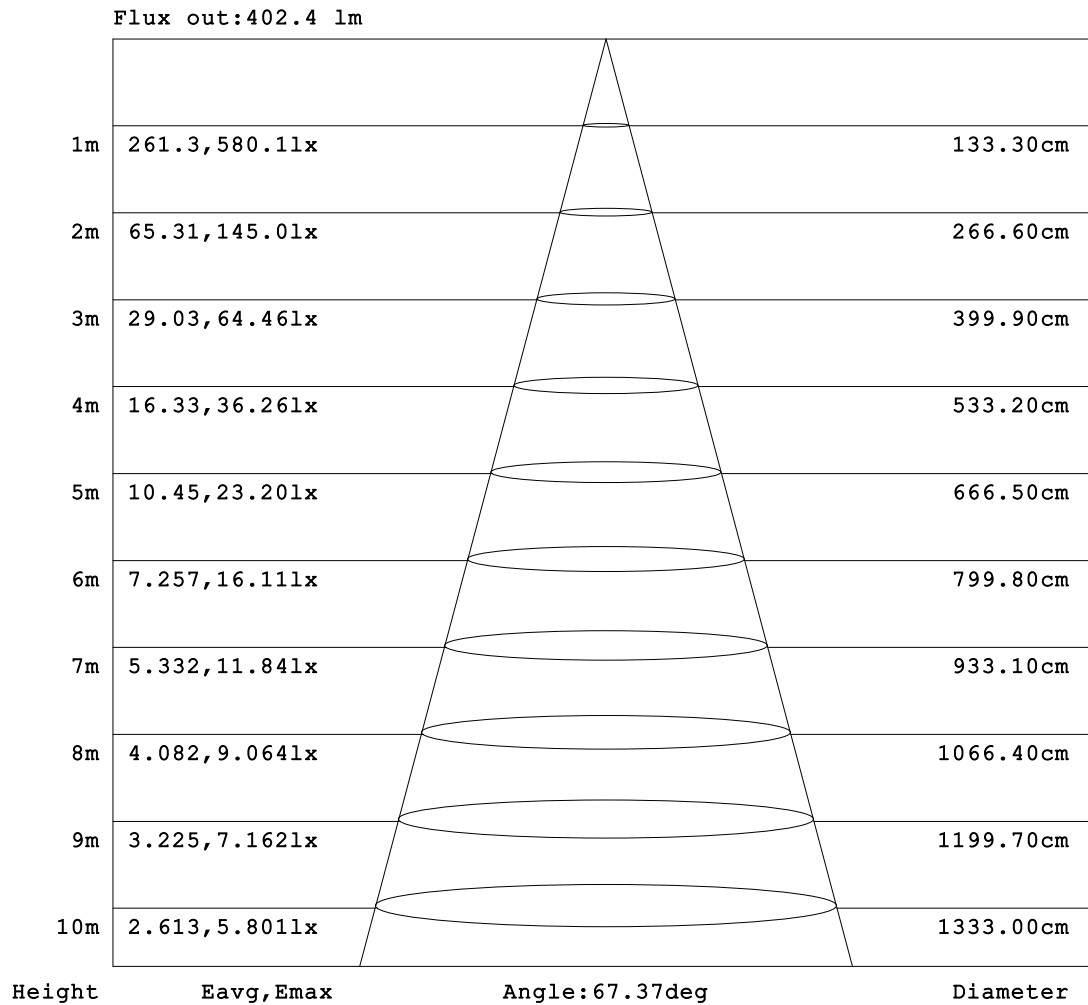 Flux out:402.4 lm
1m 261.3,580.1lx 133.30cm
2m 65.31,145.0lx 266.60cm
3m 29.03,64.46lx 399.90cm
4m 16.33,36.26lx 533.20cm
5m 10.45,23.20lx 666.50cm
6m 7.257,16.11lx 799.80cm
7m 5.332,11.84lx 933.10cm
8m 4.082,9.064lx 1066.40cm
9m 3.225,7.162lx 1199.70cm
10m 2.613,5.801lx 1333.00cm
Height Eavg,Emax Angle:67.37deg Diameter